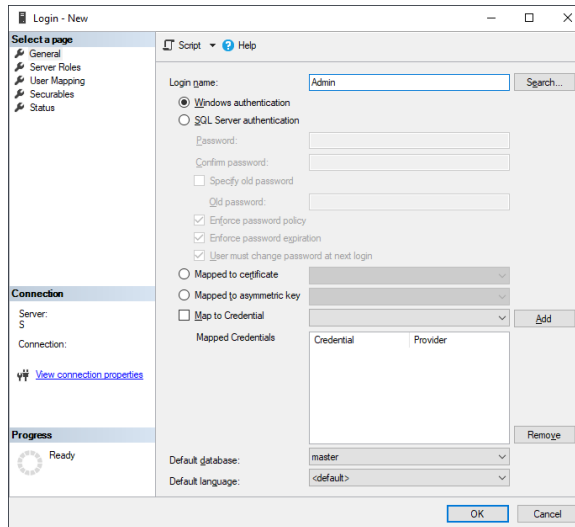 Login - New
Select a page
General
Server Roles
User Mapping
Securables
Status
Script
Help
Login name:
Admin
Search...
Windows authentication
SQL Server authentication
Password:
Confirm password:
Specify old password
Old password:
Enforce password policy
Enforce password expiration
User must change password at next login
Mapped to certificate
Mapped to asymmetric key
Map to Credential
Add
Mapped Credentials
Credential Provider
Remove
Default database:
master
Default language:
<default>
Connection
Server:
S
Connection:
View connection properties
Progress
Ready
OK
Cancel